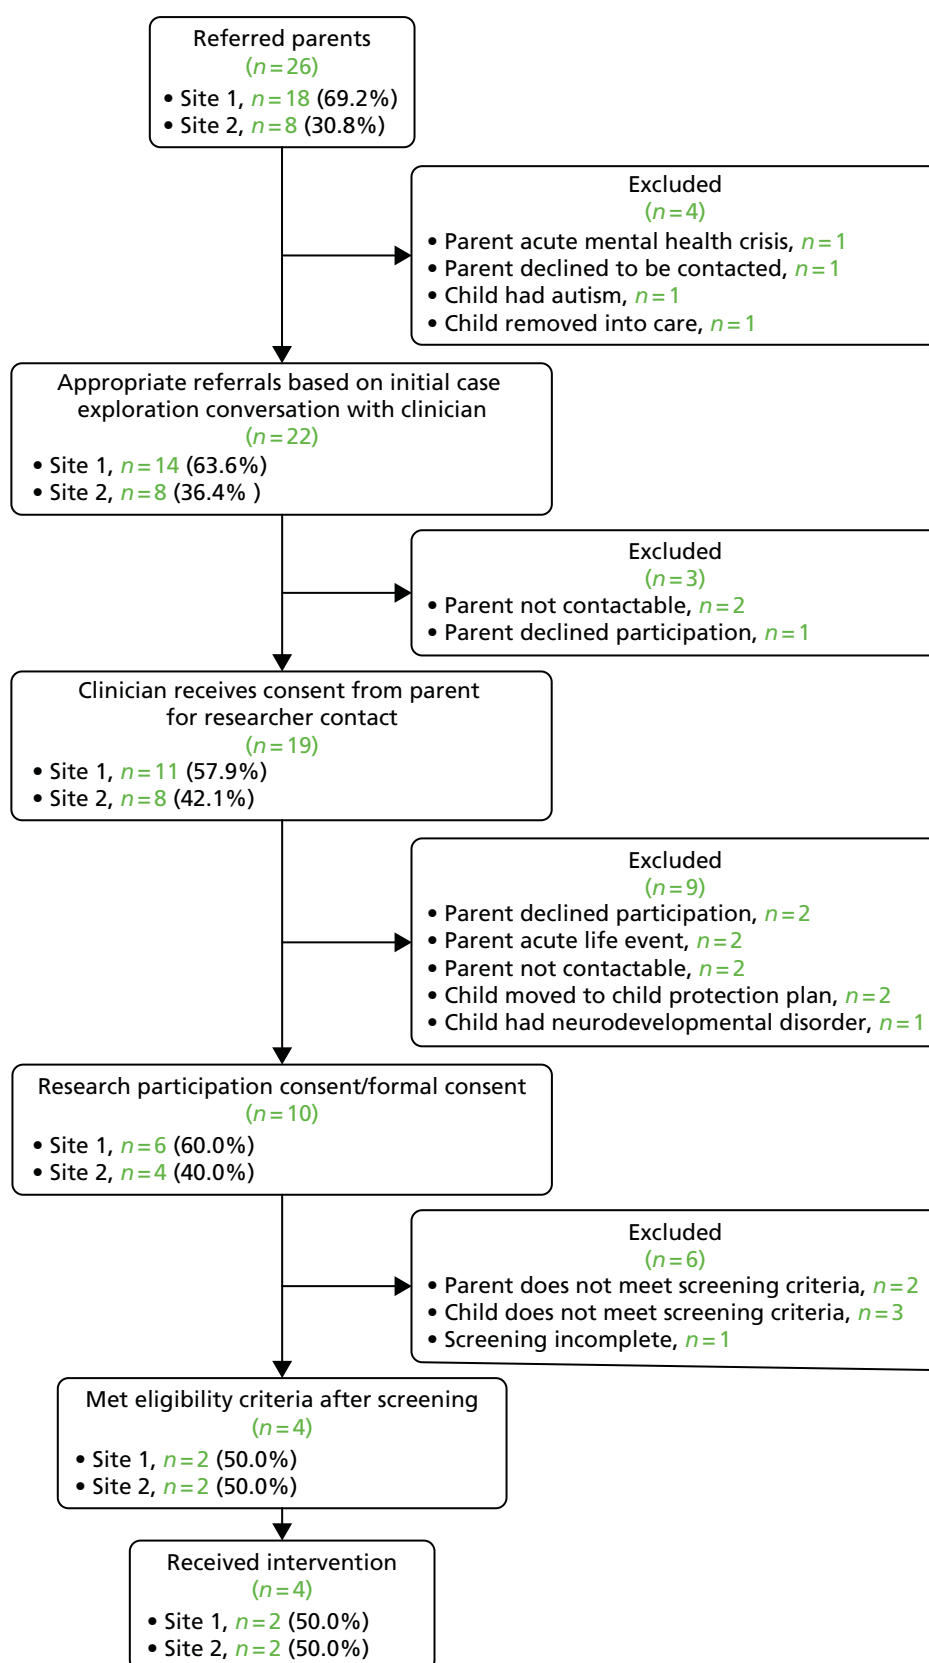 Referred parents
(n=26)
• Site 1, n=18 (69.2%)
• Site 2, n=8 (30.8%)
Excluded
(n=4)
• Parent acute mental health crisis, n=1
• Parent declined to be contacted, n=1
• Child had autism, n=1
• Child removed into care, n=1
Appropriate referrals based on initial case
exploration conversation with clinician
(n=22)
• Site 1, n=14 (63.6%)
• Site 2, n=8 (36.4% )
Excluded
(n=3)
• Parent not contactable, n=2
• Parent declined participation, n=1
Clinician receives consent from parent
for researcher contact
(n=19)
• Site 1, n=11 (57.9%)
• Site 2, n=8 (42.1%)
Excluded
(n=9)
• Parent declined participation, n=2
• Parent acute life event, n=2
• Parent not contactable, n=2
• Child moved to child protection plan, n=2
• Child had neurodevelopmental disorder, n=1
Research participation consent/formal consent
(n=10)
• Site 1, n=6 (60.0%)
• Site 2, n=4 (40.0%)
Excluded
(n=6)
• Parent does not meet screening criteria, n=2
• Child does not meet screening criteria, n=3
• Screening incomplete, n=1
Met eligibility criteria after screening
(n=4)
• Site 1, n=2 (50.0%)
• Site 2, n=2 (50.0%)
Received intervention
(n=4)
• Site 1, n=2 (50.0%)
• Site 2, n=2 (50.0%)